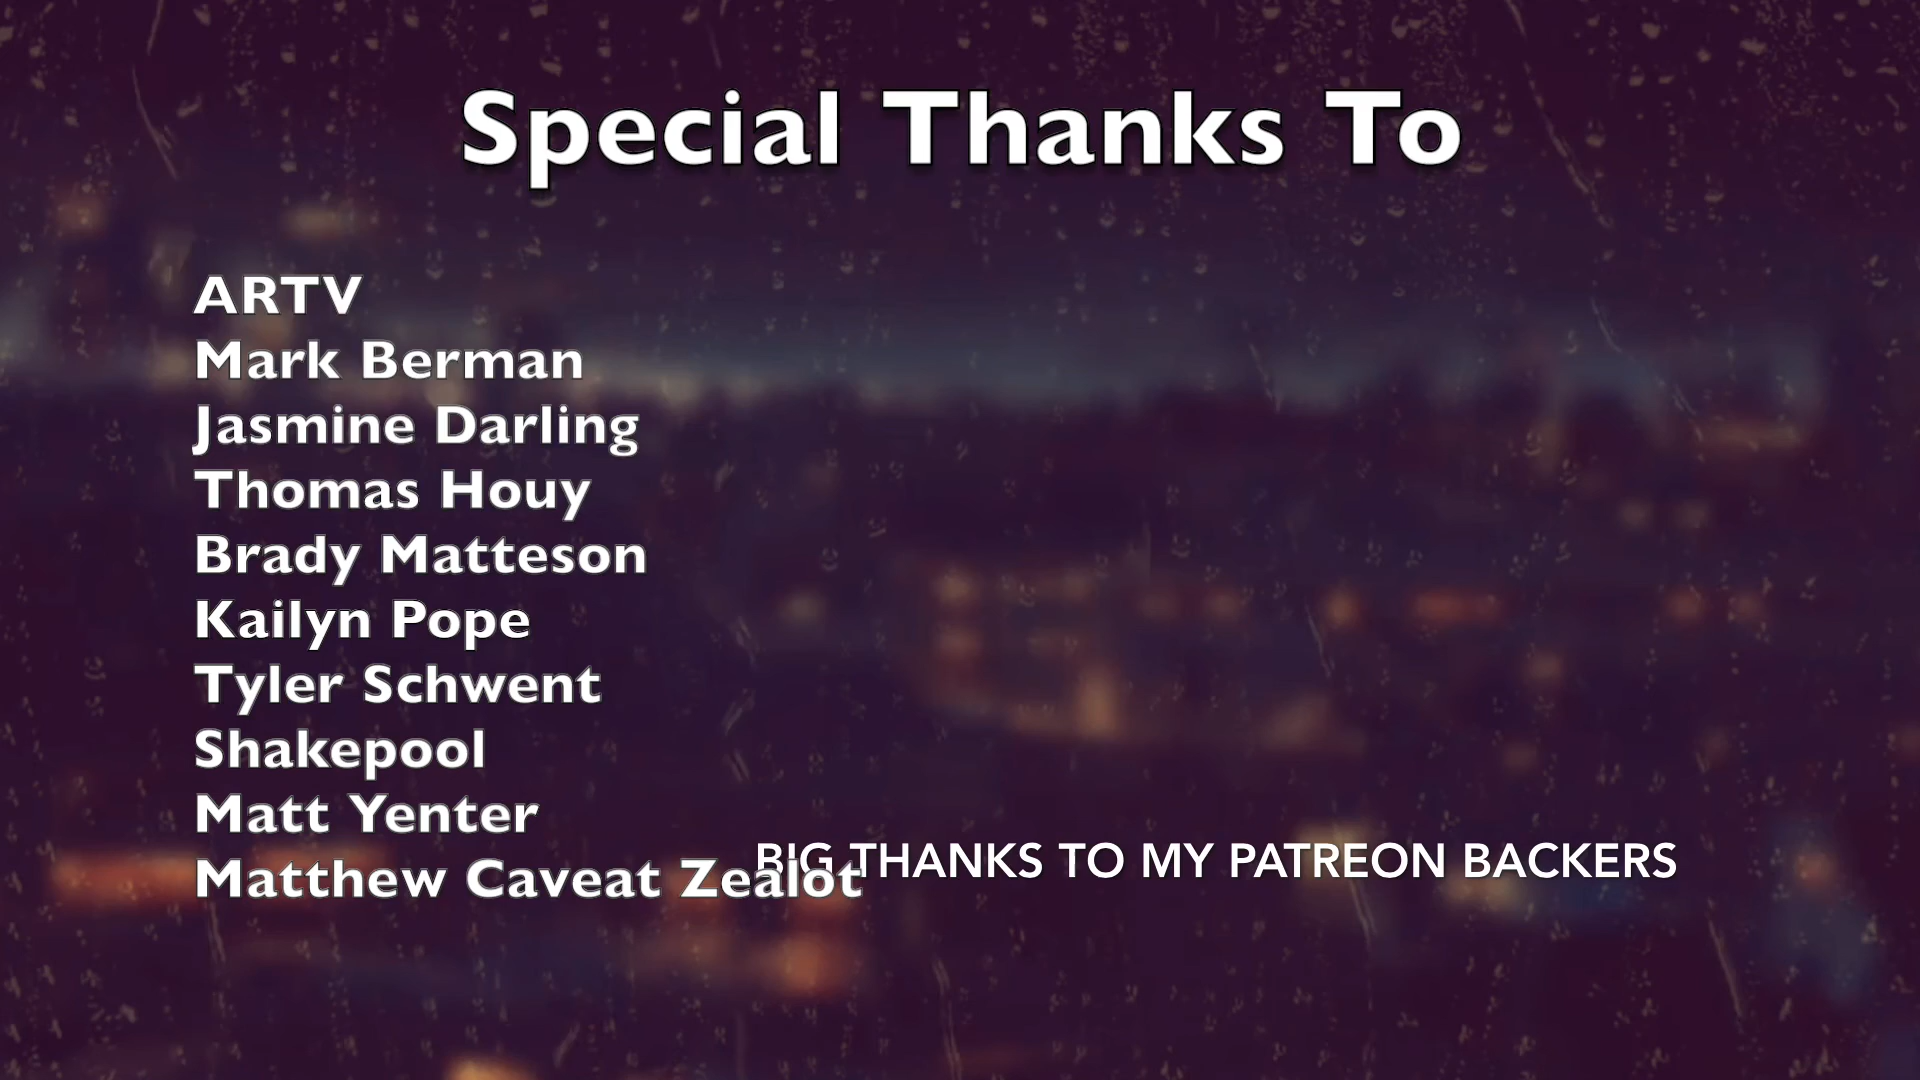 Special Thanks To
ARTV
Mark Berman
Jasmine Darling
Thomas Houy
Brady Matteson
Kailyn Pope
Tyler Schwent
Shakepool
Matt Yenter
Matthew Caveat Zealot
BIG THANKS TO MY PATREON BACKERS